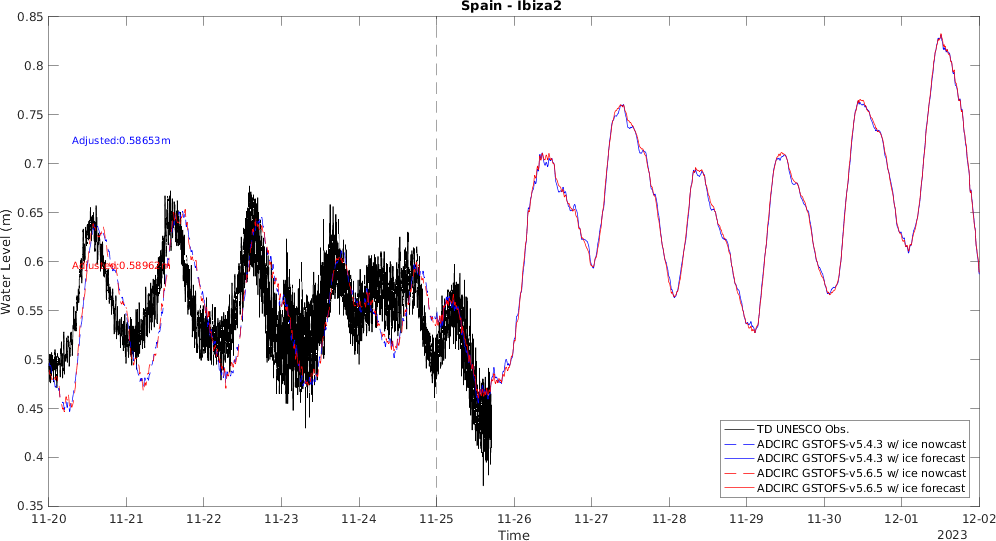 Spain - Ibiza2
0.85
0.8
0.75
0.7
0.65
0.6
0.55
0.5
0.45
0.4
0.35
Water Level (m)
Adjusted:0.58653m
Adjusted:0.58962m
TD UNESCO Obs.
ADCIRC GSTOFS-v5.4.3 w/ ice nowcast
ADCIRC GSTOFS-v5.4.3 w/ ice forecast
ADCIRC GSTOFS-v5.6.5 w/ ice nowcast
ADCIRC GSTOFS-v5.6.5 w/ ice forecast
11-20 11-21 11-22 11-23 11-24 11-25 11-26 11-27 11-28 11-29 11-30 12-01 12-02
Time
2023